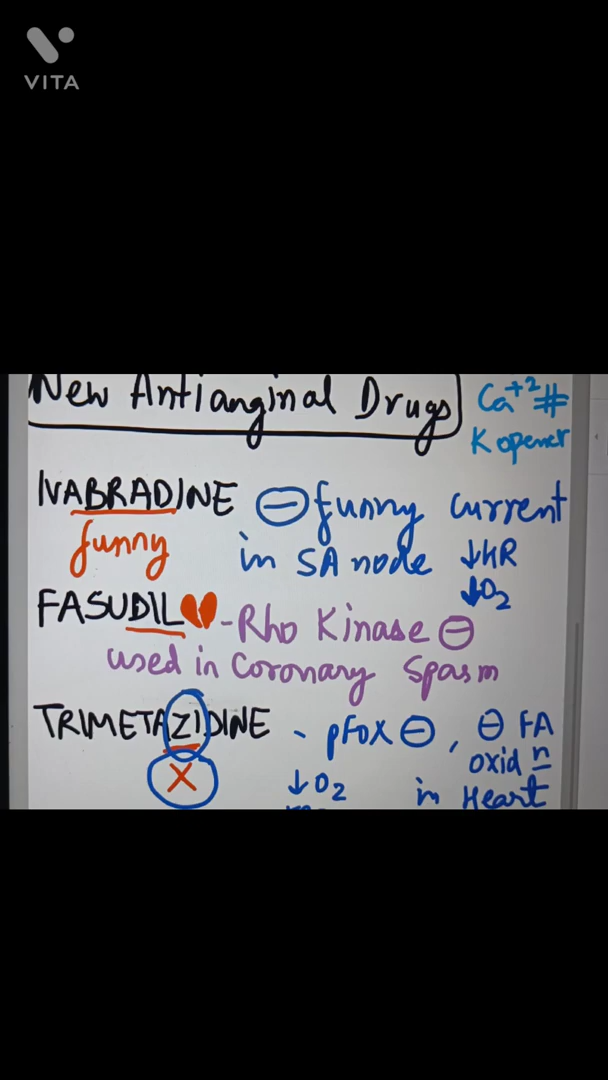 VITA
New Antianginal Drugs
Ca+2 #
K opener
IVABRADINE ⊖ funny current
funny in SA node ↓HR
↓O2
FASUDIL 💔 - Rho Kinase ⊖
used in Coronary Spasm
TRIMETAZIDINE - pFOX ⊖, ⊖ FA
oxidn
X ↓O2 in Heart